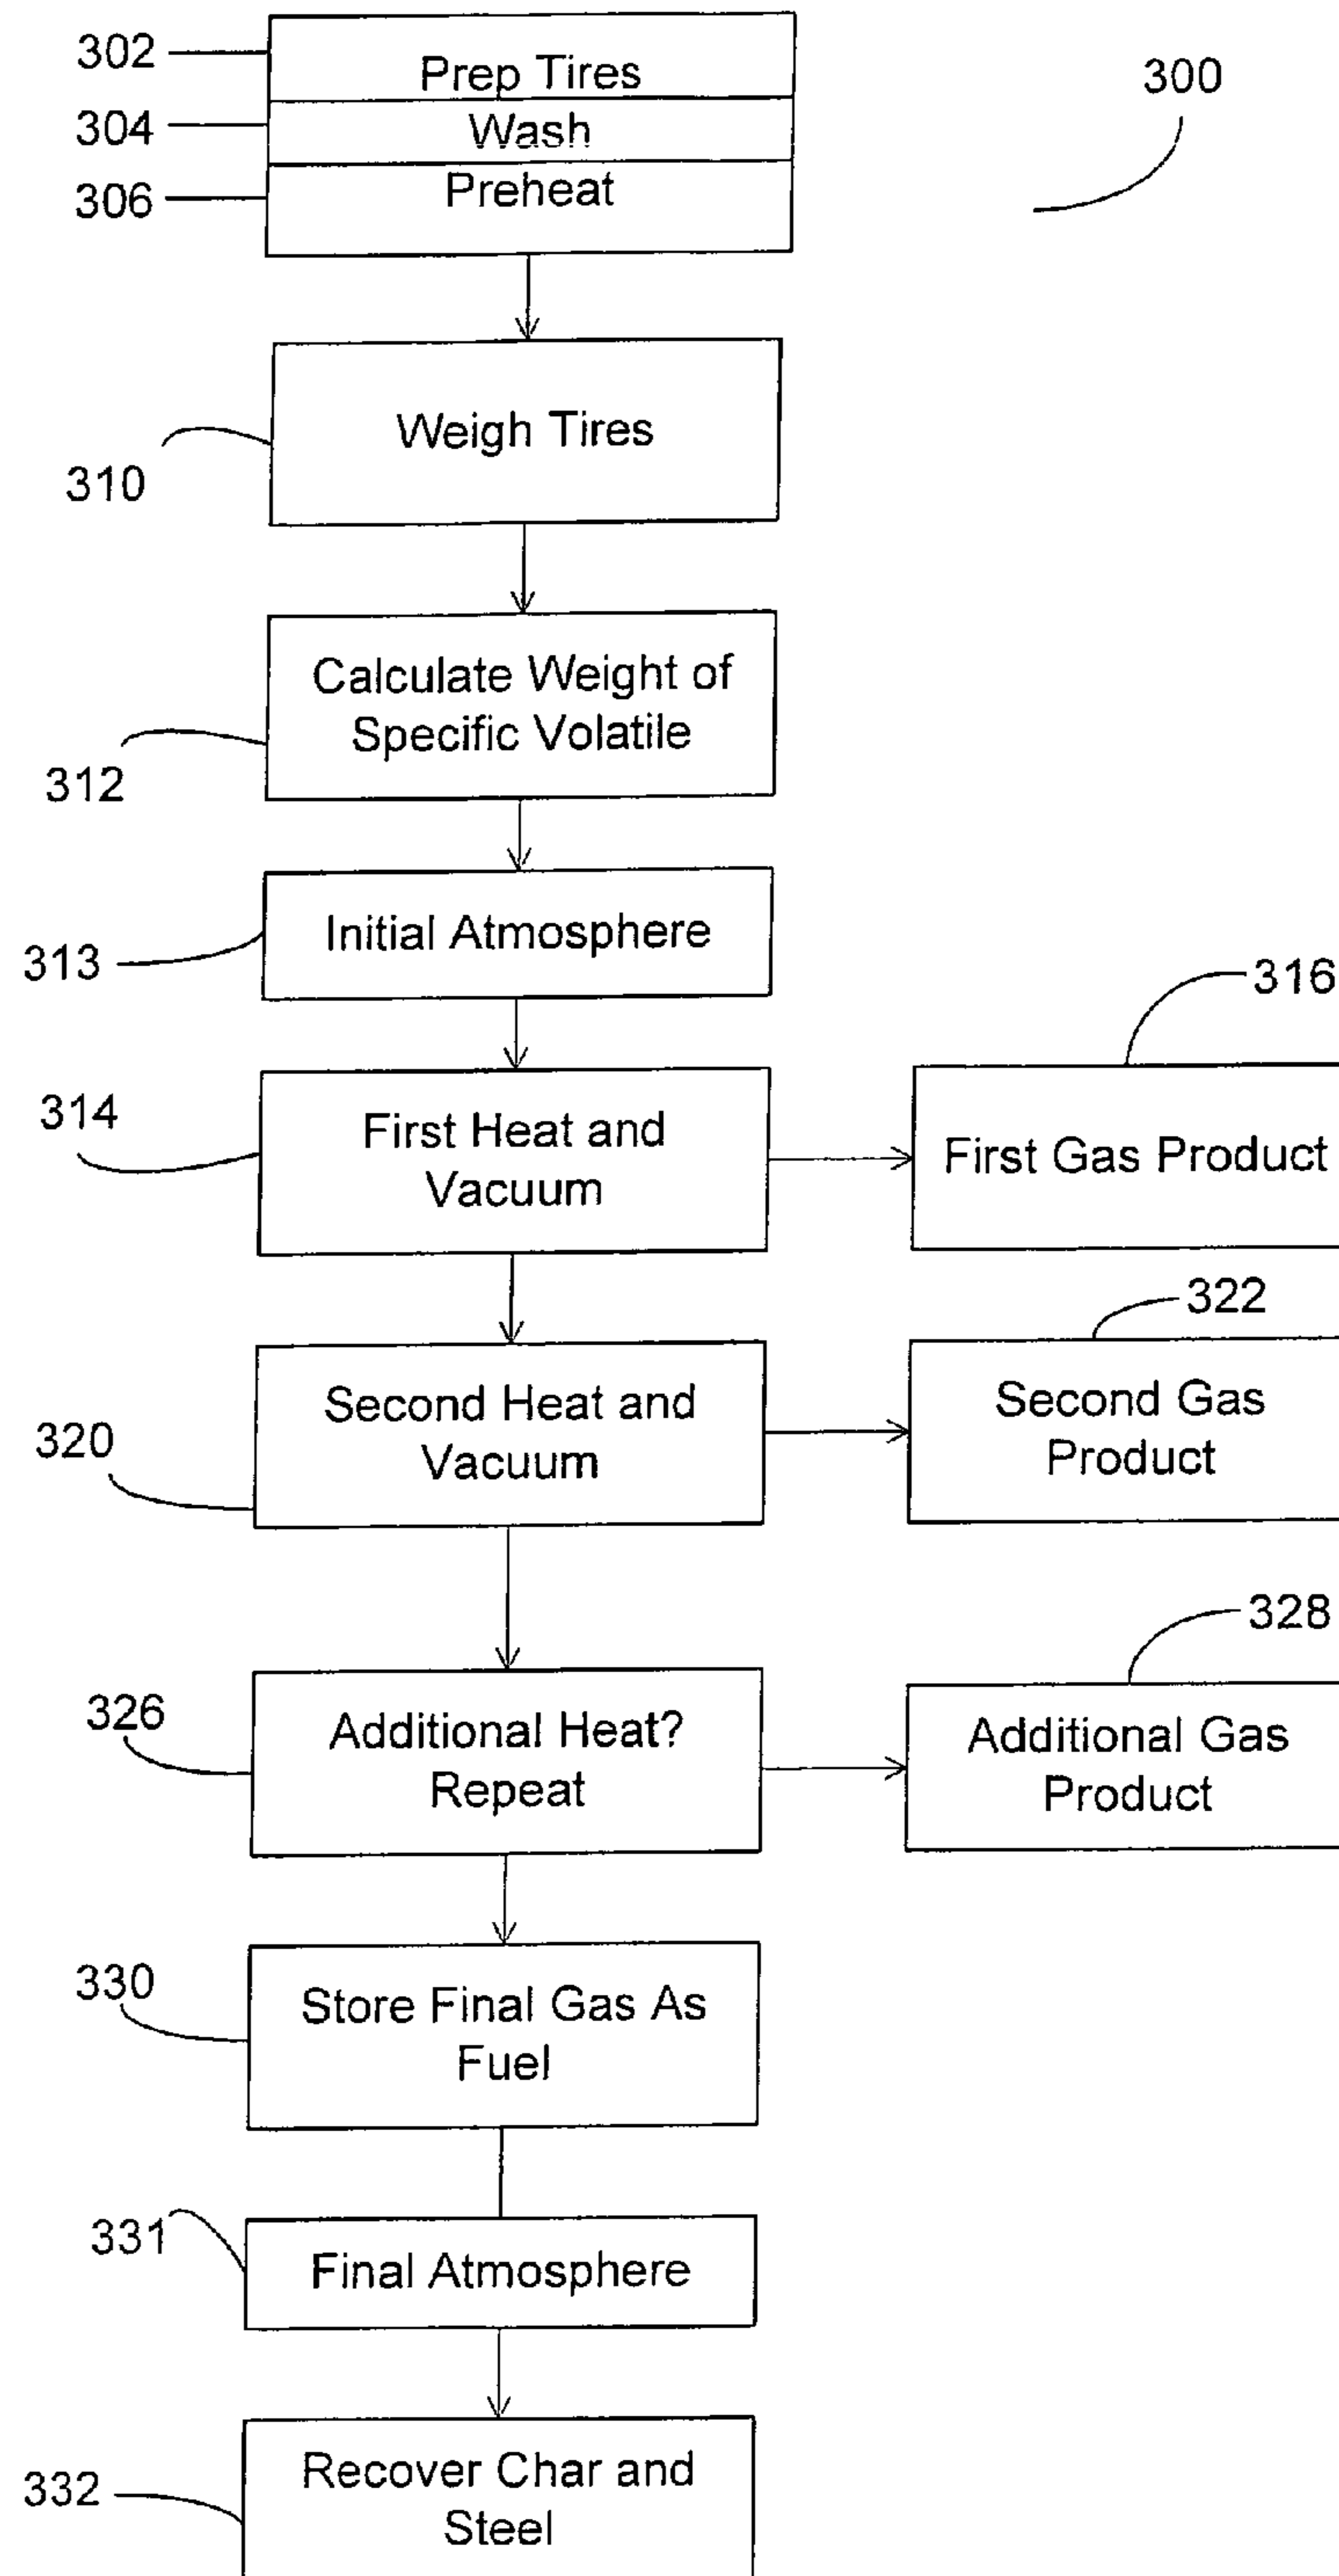 302
Prep Tires
300
304
Wash
306
Preheat
Weigh Tires
310
Calculate Weight of
Specific Volatile
312
Initial Atmosphere
313
316
314
First Heat and
Vacuum
First Gas Product
322
Second Heat and
Vacuum
320
Second Gas
Product
328
326
Additional Heat?
Repeat
Additional Gas
Product
330
Store Final Gas As
Fuel
331
Final Atmosphere
332
Recover Char and
Steel